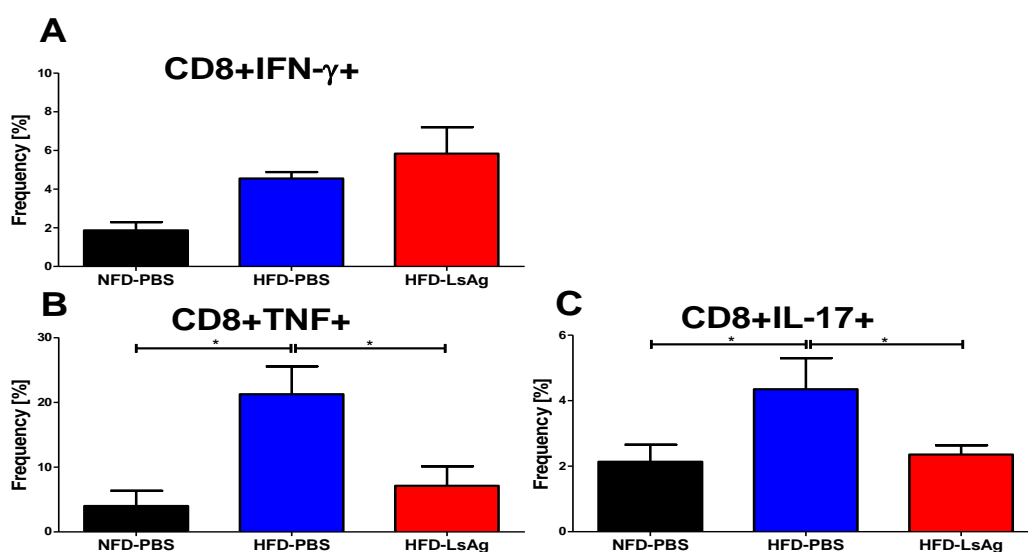 A
CD8+IFN-γ+
Frequency [%]
10
8
6
4
2
0
NFD-PBS HFD-PBS HFD-LsAg
B
CD8+TNF+
Frequency [%]
30
20
10
0
* *
NFD-PBS HFD-PBS HFD-LsAg
C
CD8+IL-17+
Frequency [%]
6
4
2
0
* *
NFD-PBS HFD-PBS HFD-LsAg